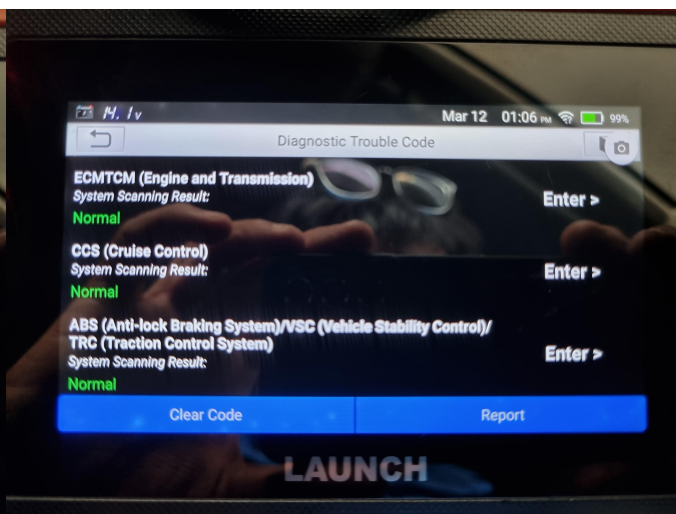 14.1v
Mar 12 01:06 PM 99%
Diagnostic Trouble Code
ECMTCM (Engine and Transmission)
System Scanning Result:
Enter >
Normal
CCS (Cruise Control)
System Scanning Result:
Enter >
Normal
ABS (Anti-lock Braking System)/VSC (Vehicle Stability Control)/
TRC (Traction Control System)
System Scanning Result:
Enter >
Normal
Clear Code Report
LAUNCH